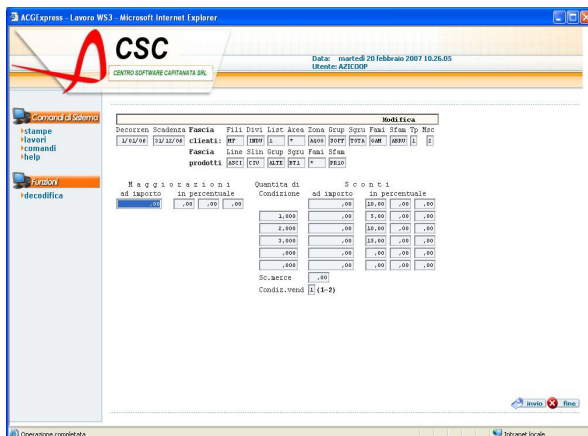 ACGExpress - Lavoro WS3 - Microsoft Internet Explorer
CSC
CENTRO SOFTWARE CAPITANATA SRL
Data: martedì 20 febbraio 2007 10.26.05
Utente: AZICOOP
Comandi di Sistema
stampe
lavori
comandi
help
Funzioni
decodifica
Modifica
Decorren Scadenza Fascia Fili Divi List Area Zona Grup Sgru Fami Sfam Tp Msc
1/01/06 31/12/06 clienti: MF INDU 1 * AQ00 SOFT TOTA GAM ABRU 1 2
Fascia Line Slin Grup Sgru Fami Sfam
prodotti ASCI CIV ALTE BT1 * PR10
Maggiorazioni Quantita di Sconti
ad importo in percentuale Condizione ad importo in percentuale
,00 ,00 ,00 ,00 ,00 10,00 ,00 ,00
1,000 ,00 5,00 ,00 ,00
2,000 ,00 10,00 ,00 ,00
3,000 ,00 15,00 ,00 ,00
,000 ,00 ,00 ,00 ,00
,000 ,00 ,00 ,00 ,00
Sc.merce ,00
Condiz.vend 1 (1-2)
invio fine
Operazione completata
Intranet locale